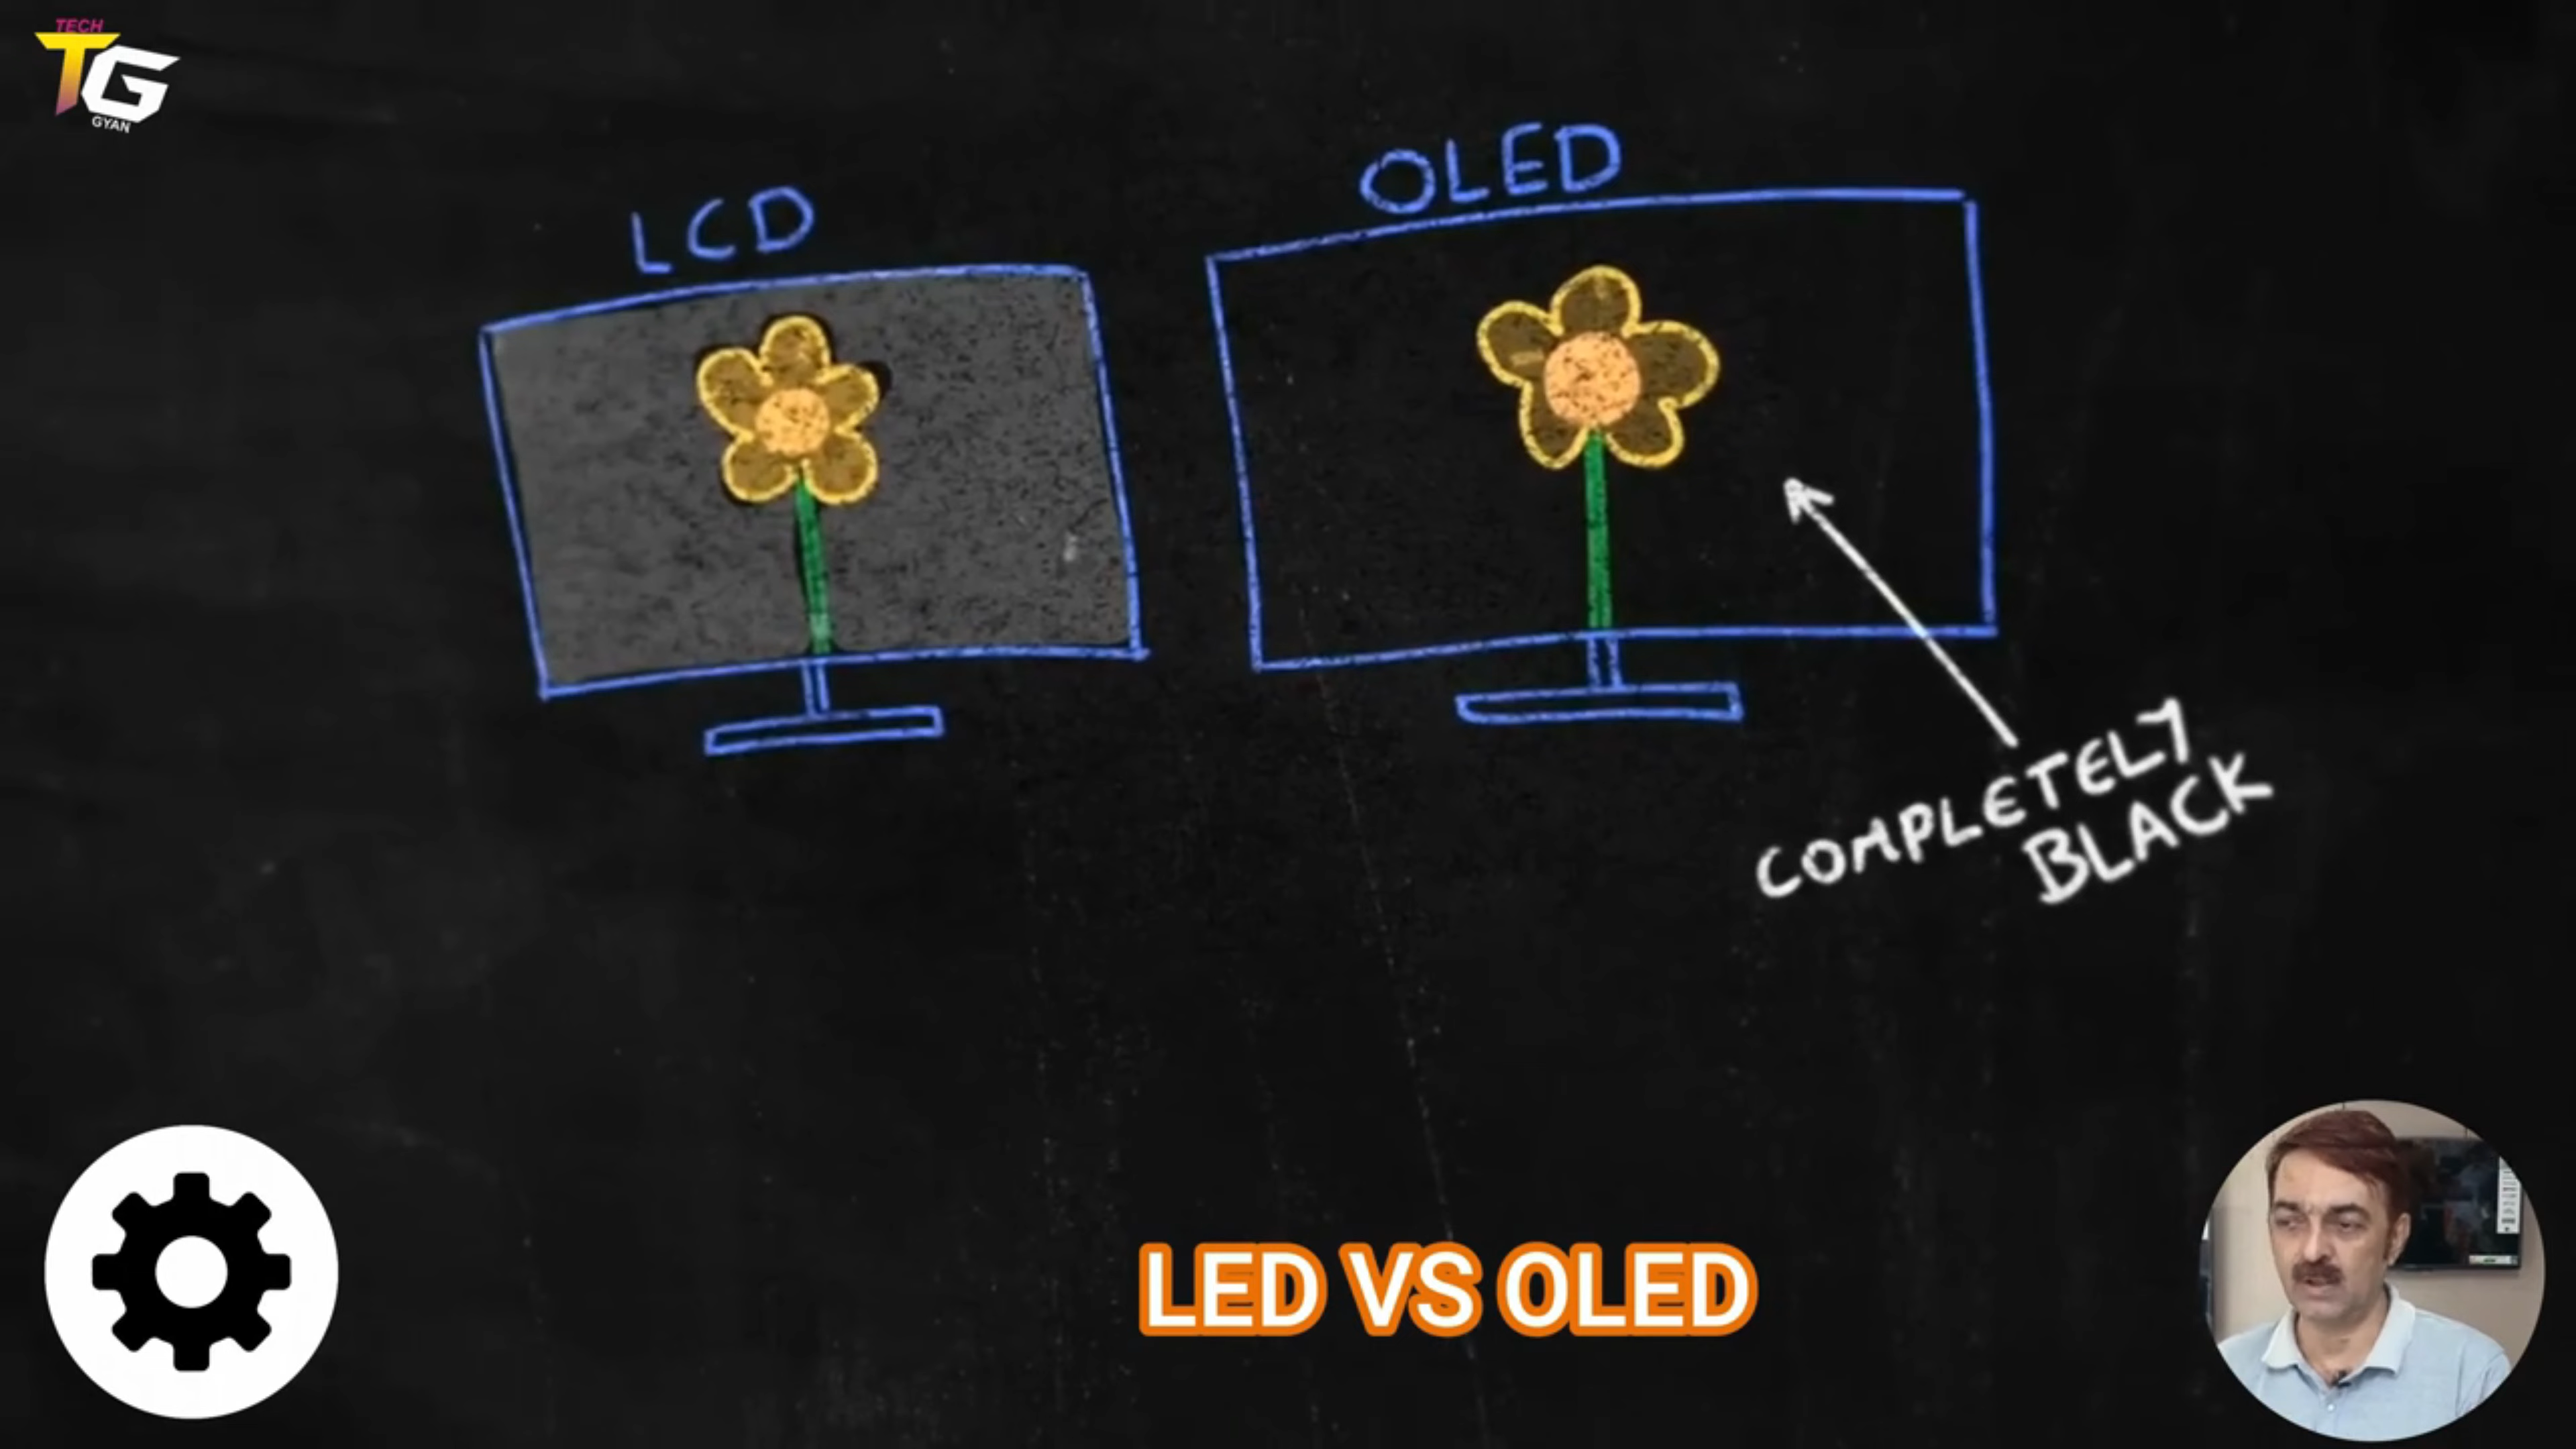 TECH
TG
GYAN
LCD
OLED
COMPLETELY
BLACK
LED VS OLED